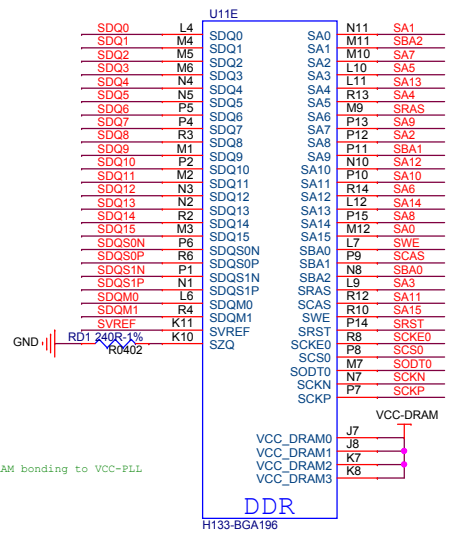 U11E
SDQ0 L4 SDQ0 SA0 N11 SA1
SDQ1 M4 SDQ1 SA1 M11 SBA2
SDQ2 M5 SDQ2 SA2 M10 SA7
SDQ3 M6 SDQ3 SA3 L10 SA5
SDQ4 N4 SDQ4 SA4 L11 SA13
SDQ5 N5 SDQ5 SA5 R13 SA4
SDQ6 P5 SDQ6 SA6 M9 SRAS
SDQ7 P4 SDQ7 SA7 P13 SA9
SDQ8 R3 SDQ8 SA8 P12 SA2
SDQ9 M1 SDQ9 SA9 P11 SBA1
SDQ10 P2 SDQ10 SA10 N10 SA12
SDQ11 M2 SDQ11 SA11 P10 SA10
SDQ12 N3 SDQ12 SA12 R14 SA6
SDQ13 N2 SDQ13 SA13 L12 SA14
SDQ14 R2 SDQ14 SA14 P15 SA8
SDQ15 M3 SDQ15 SA15 M12 SA0
SDQS0N P6 SDQS0N SBA0 L7 SWE
SDQS0P R6 SDQS0P SBA1 P9 SCAS
SDQS1N P1 SDQS1N SBA2 N8 SBA0
SDQS1P N1 SDQS1P SRAS L9 SA3
SDQM0 L6 SDQM0 SCAS R12 SA11
SDQM1 R4 SDQM1 SWE R10 SA15
SVREF K11 SVREF SRST P14 SRST
GND RD1 240R-1% K10 SZQ SCKE0 R8 SCKE0
R0402 SCS0 P8 SCS0
SODT0 M7 SODT0
SCKN N7 SCKN
SCKP P7 SCKP
VCC-DRAM
VCC_DRAM0 J7
VCC_DRAM1 J8
VCC_DRAM2 K7
VCC_DRAM3 K8
AM bonding to VCC-PLL
DDR
H133-BGA196